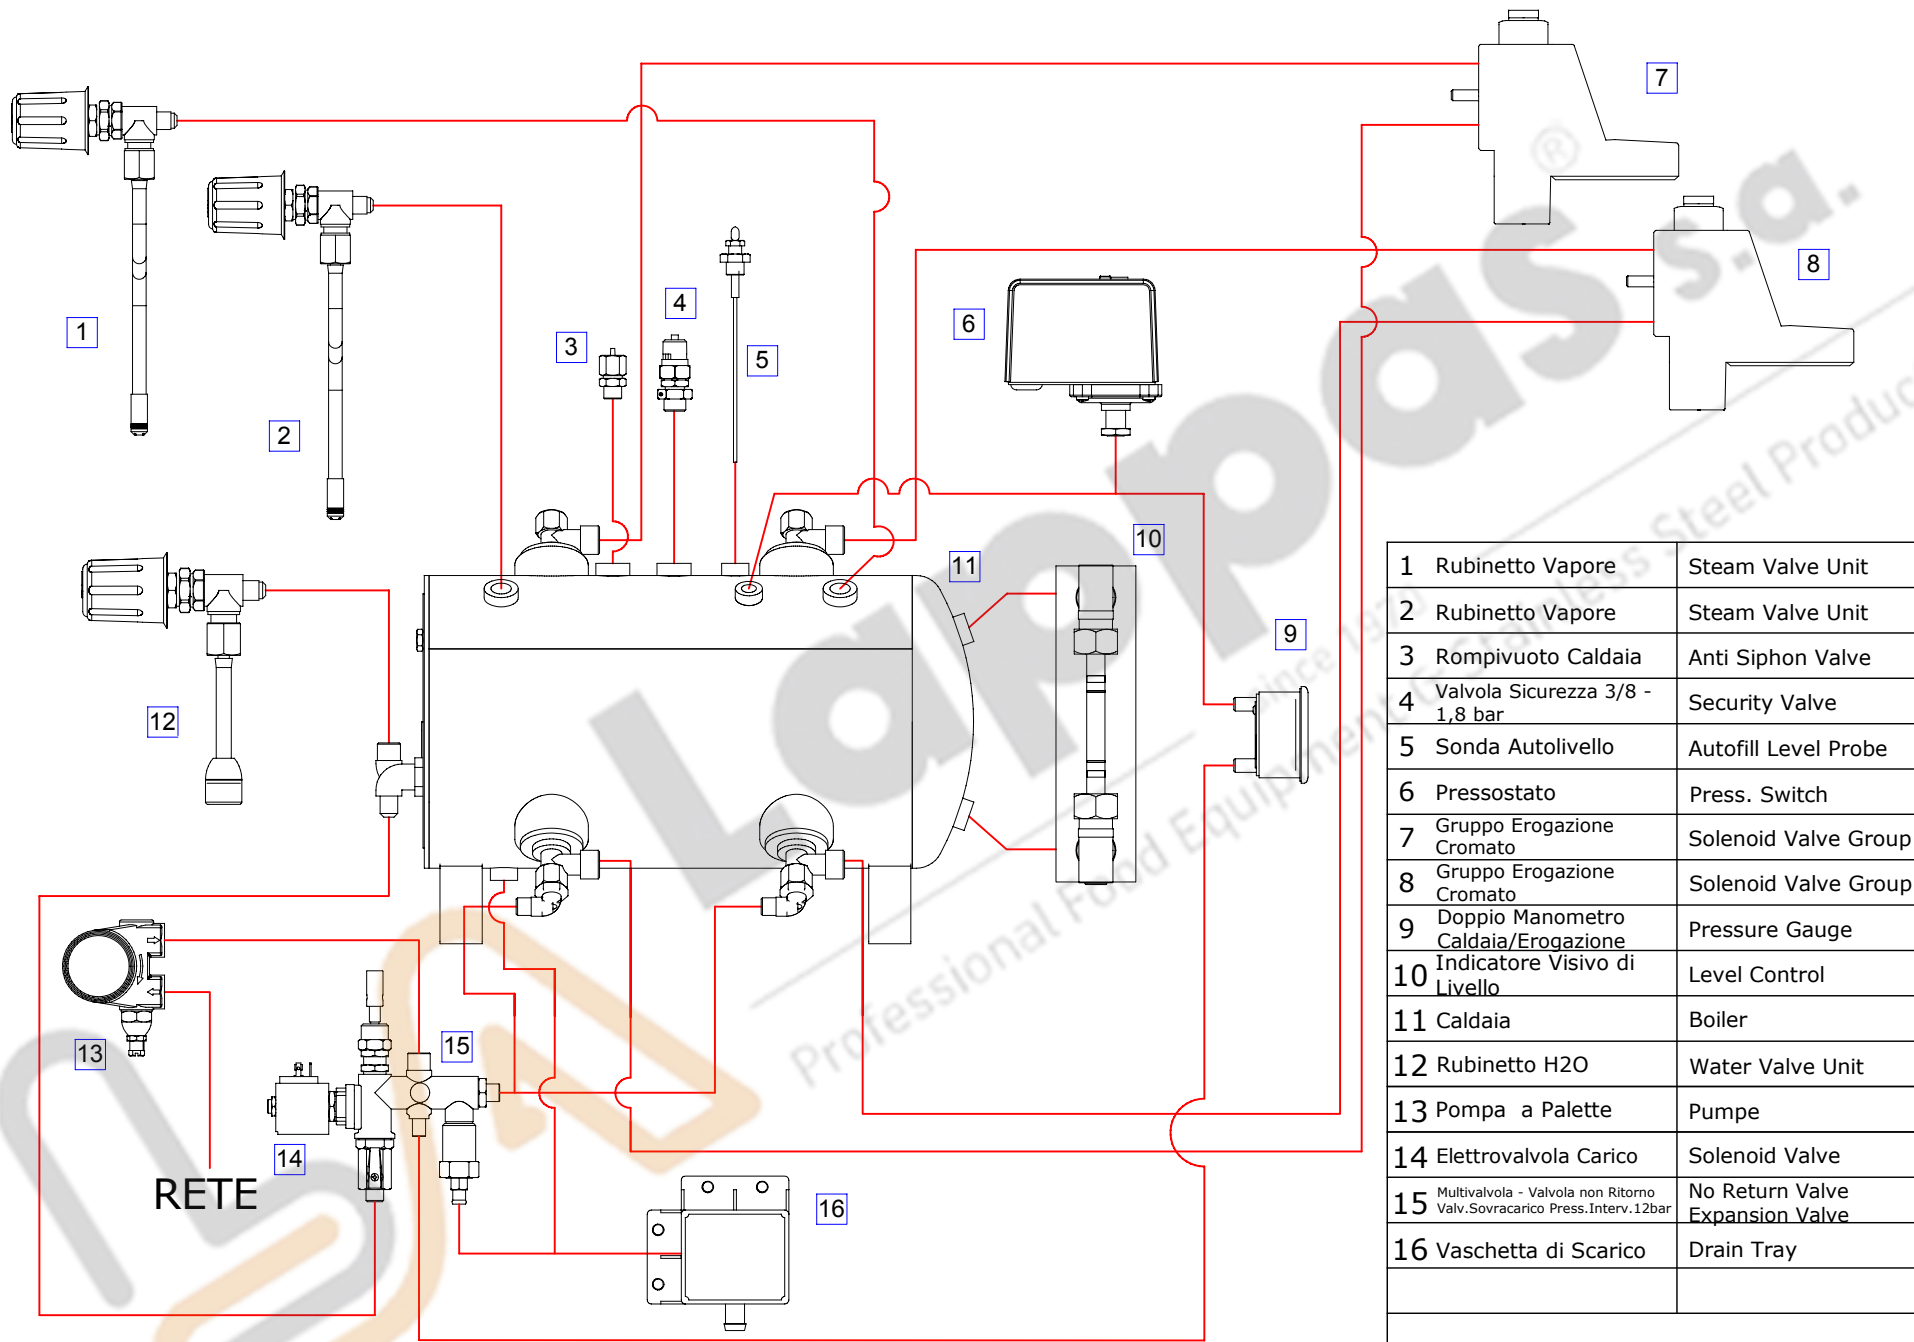 7
1
8
4
6
3
5
2
10
11
9
12
13
15
14
RETE
16
1 Rubinetto Vapore Steam Valve Unit
2 Rubinetto Vapore Steam Valve Unit
3 Rompivuoto Caldaia Anti Siphon Valve
4 Valvola Sicurezza 3/8 -
1,8 bar Security Valve
5 Sonda Autolivello Autofill Level Probe
6 Pressostato Press. Switch
7 Gruppo Erogazione
Cromato Solenoid Valve Group
8 Gruppo Erogazione
Cromato Solenoid Valve Group
9 Doppio Manometro
Caldaia/Erogazione Pressure Gauge
10 Indicatore Visivo di
Livello Level Control
11 Caldaia Boiler
12 Rubinetto H2O Water Valve Unit
13 Pompa a Palette Pumpe
14 Elettrovalvola Carico Solenoid Valve
15 Multivalvola - Valvola non Ritorno No Return Valve
Valv.Sovracarico Press.Interv.12bar Expansion Valve
16 Vaschetta di Scarico Drain Tray
Lappas s.a. ®
since 1970
Professional Food Equipment & Stainless Steel Produc